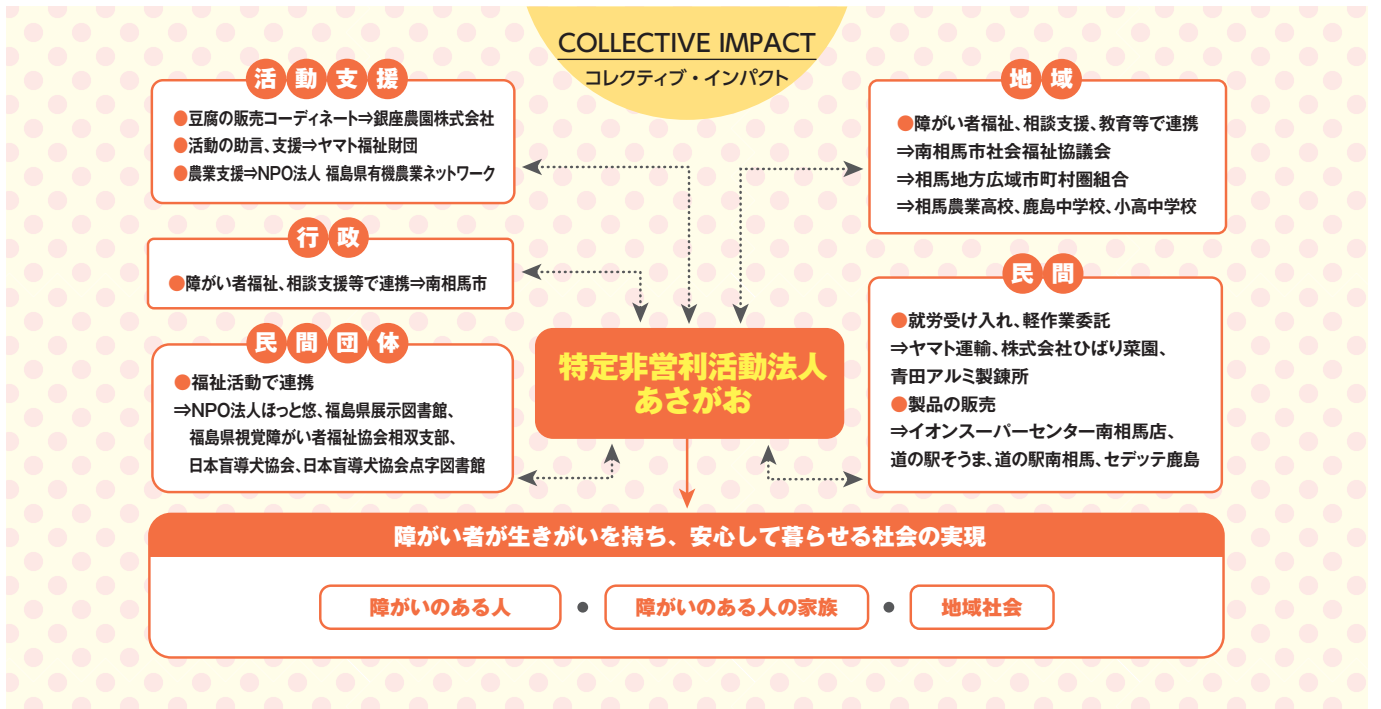 COLLECTIVE IMPACT
コレクティブ・インパクト
活動支援
●豆腐の販売コーディネート⇒銀座農園株式会社
●活動の助言、支援⇒ヤマト福祉財団
●農業支援⇒NPO法人 福島県有機農業ネットワーク
行政
●障がい者福祉、相談支援等で連携⇒南相馬市
民間団体
●福祉活動で連携
⇒NPO法人ほっと悠、福島県展示図書館、
福島県視覚障がい者福祉協会相双支部、
日本盲導犬協会、日本盲導犬協会点字図書館
地域
●障がい者福祉、相談支援、教育等で連携
⇒南相馬市社会福祉協議会
⇒相馬地方広域市町村圏組合
⇒相馬農業高校、鹿島中学校、小高中学校
民間
●就労受け入れ、軽作業委託
⇒ヤマト運輸、株式会社ひばり菜園、
青田アルミ製錬所
●製品の販売
⇒イオンスーパーセンター南相馬店、
道の駅そうま、道の駅南相馬、セデッテ鹿島
特定非営利活動法人
あさがお
障がい者が生きがいを持ち、安心して暮らせる社会の実現
障がいのある人 ● 障がいのある人の家族 ● 地域社会